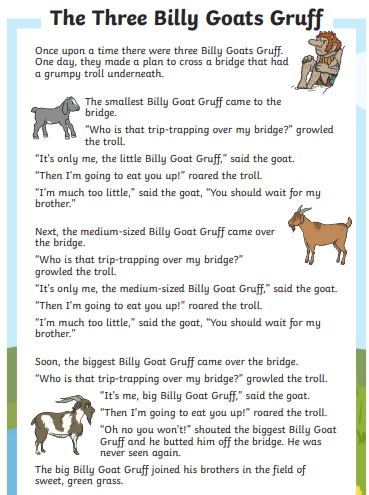 The Three Billy Goats Gruff
Once upon a time there were three Billy Goats Gruff.
One day, they made a plan to cross a bridge that had
a grumpy troll underneath.
The smallest Billy Goat Gruff came to the
bridge.
“Who is that trip-trapping over my bridge?” growled
the troll.
“It’s only me, the little Billy Goat Gruff,” said the goat.
“Then I’m going to eat you up!” roared the troll.
“I’m much too little,” said the goat, “You should wait for my
brother.”
Next, the medium-sized Billy Goat Gruff came over
the bridge.
“Who is that trip-trapping over my bridge?”
growled the troll.
“It’s only me, the medium-sized Billy Goat Gruff,” said the goat.
“Then I’m going to eat you up!” roared the troll.
“I’m much too little,” said the goat, “You should wait for my
brother.”
Soon, the biggest Billy Goat Gruff came over the bridge.
“Who is that trip-trapping over my bridge?” growled the troll.
“It’s me, big Billy Goat Gruff,” said the goat.
“Then I’m going to eat you up!” roared the troll.
“Oh no you won’t!” shouted the biggest Billy Goat
Gruff and he butted him off the bridge. He was
never seen again.
The big Billy Goat Gruff joined his brothers in the field of
sweet, green grass.